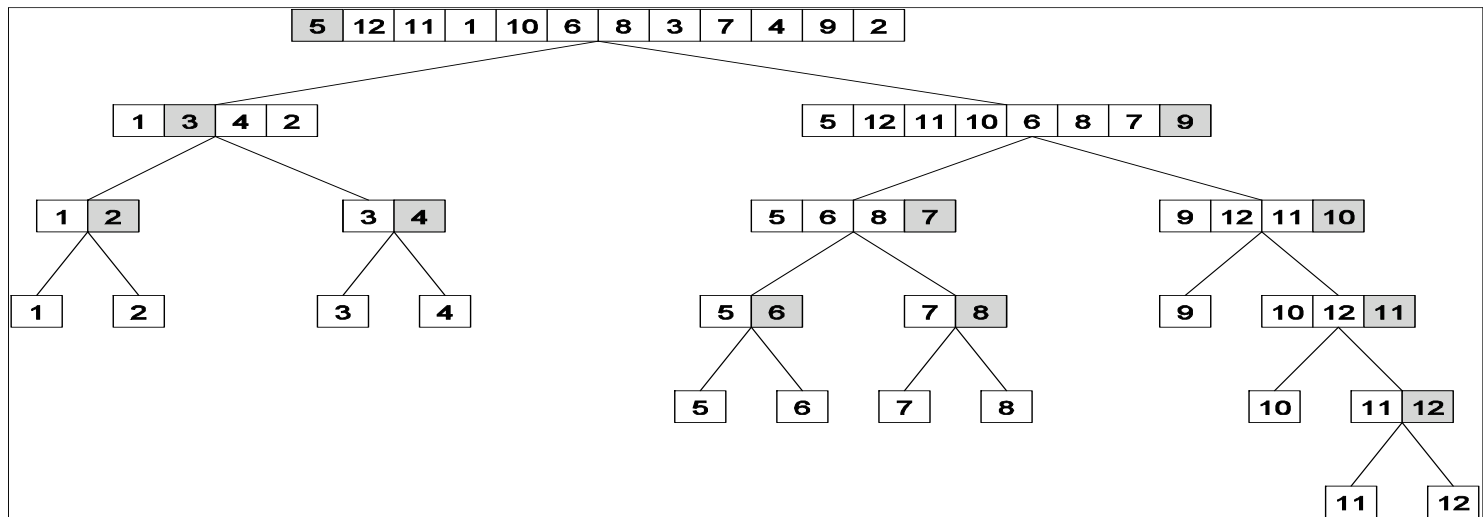 5 12 11 1 10 6 8 3 7 4 9 2
1 3 4 2 5 12 11 10 6 8 7 9
1 2 3 4 5 6 8 7 9 12 11 10
1 2 3 4 5 6 7 8 9 10 12 11
5 6 7 8 10 11 12
11 12